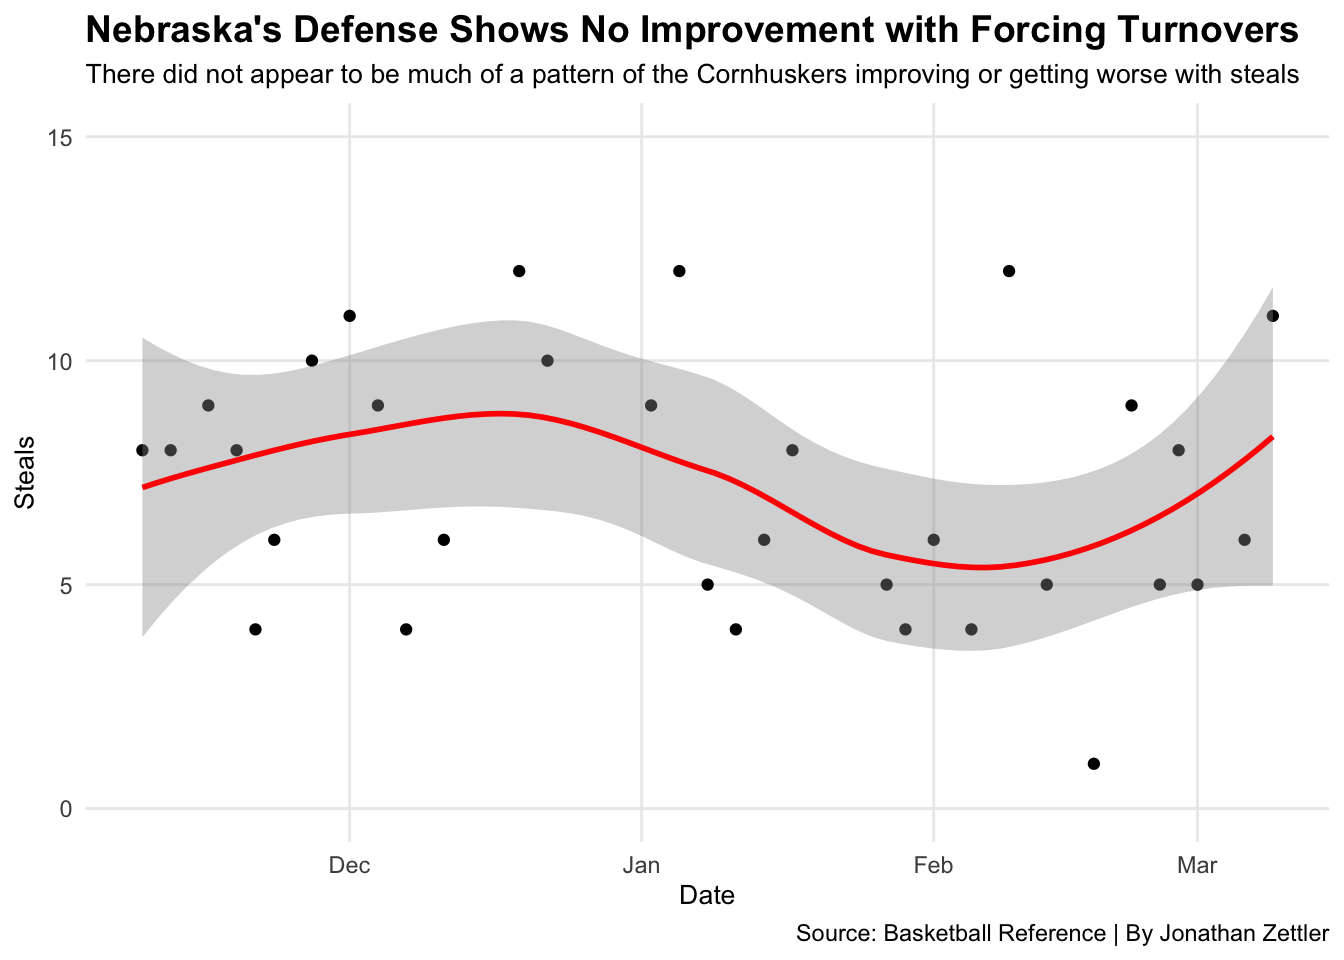 Nebraska's Defense Shows No Improvement with Forcing Turnovers
There did not appear to be much of a pattern of the Cornhuskers improving or getting worse with steals
15
10
5
0
Steals
Dec Jan Feb Mar
Date
Source: Basketball Reference | By Jonathan Zettler